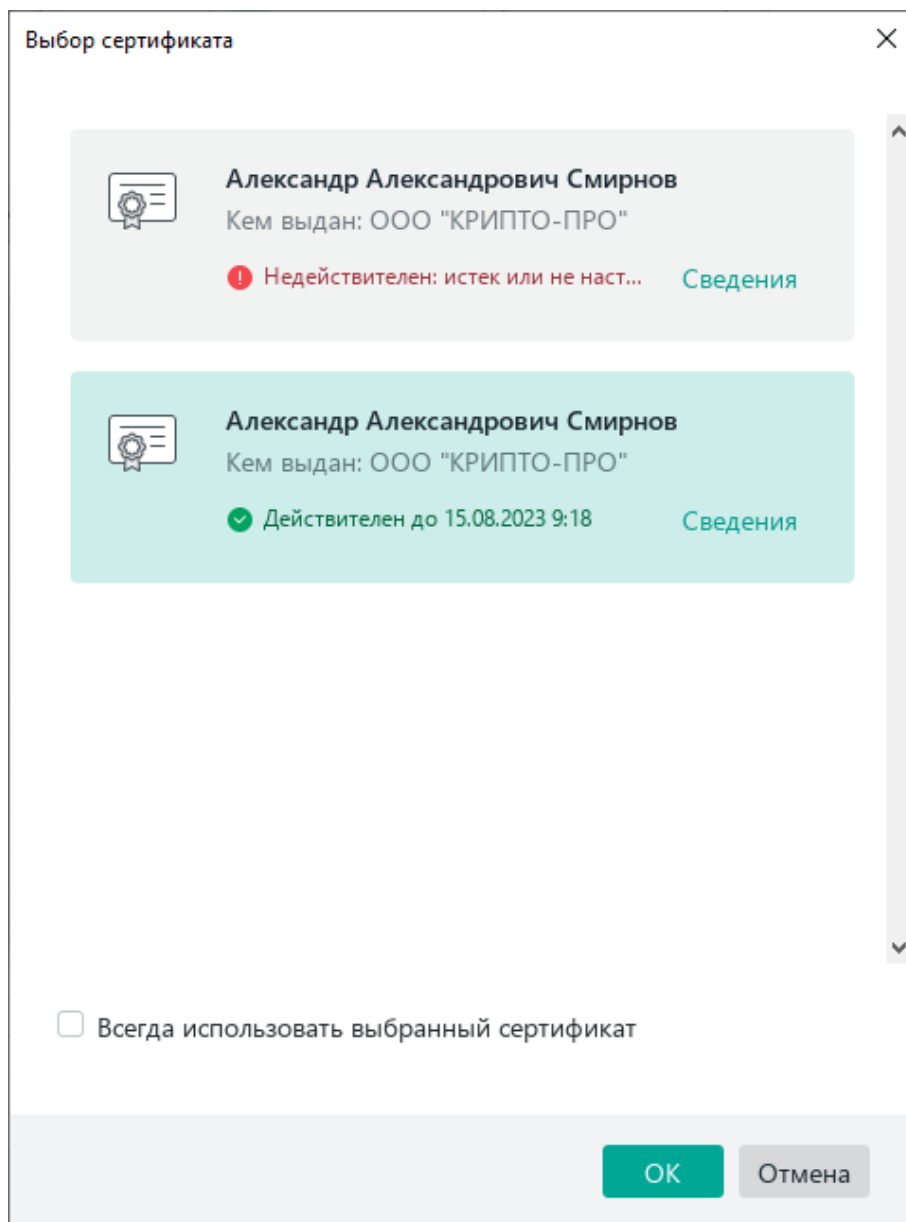 Выбор сертификата
Александр Александрович Смирнов
Кем выдан: ООО "КРИПТО-ПРО"
Недействителен: истек или не наст...
Сведения
Александр Александрович Смирнов
Кем выдан: ООО "КРИПТО-ПРО"
Действителен до 15.08.2023 9:18
Сведения
Всегда использовать выбранный сертификат
ОК
Отмена